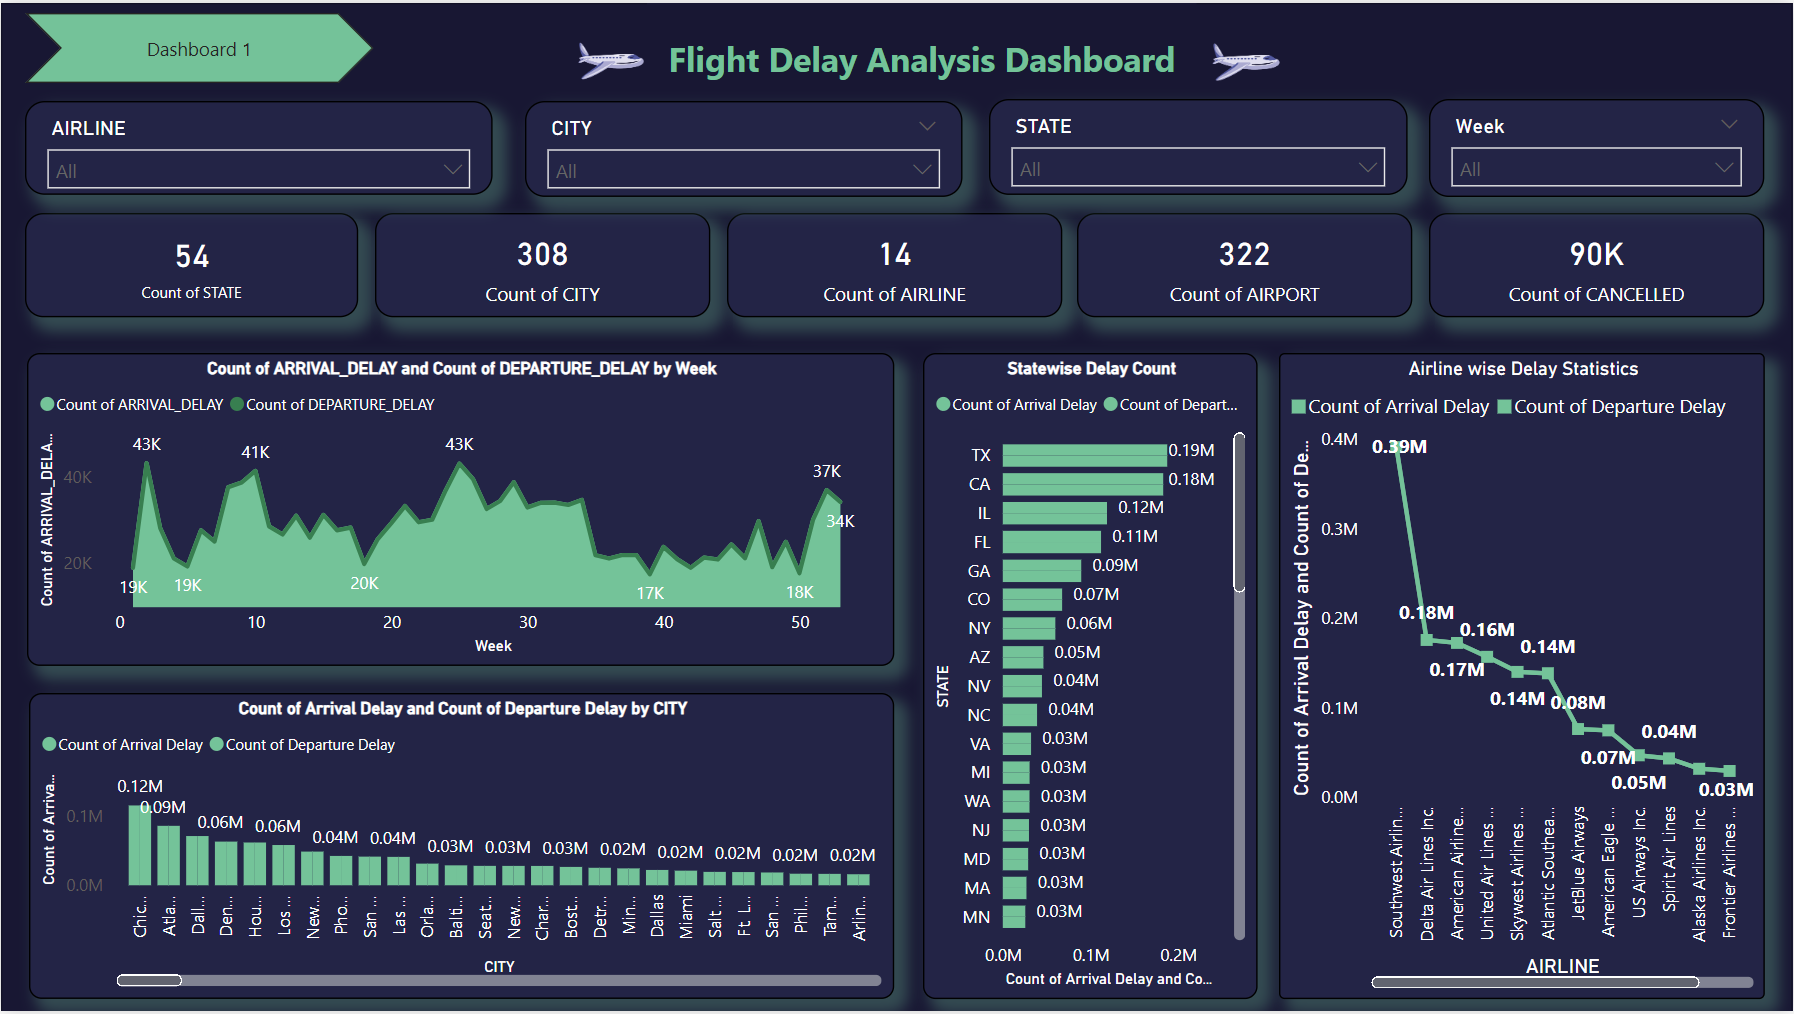 Dashboard 1
Flight Delay Analysis Dashboard
AIRLINE
All
CITY
All
STATE
All
Week
All
54
Count of STATE
308
Count of CITY
14
Count of AIRLINE
322
Count of AIRPORT
90K
Count of CANCELLED
Count of ARRIVAL_DELAY and Count of DEPARTURE_DELAY by Week
Count of ARRIVAL_DELAY Count of DEPARTURE_DELAY
Count of ARRIVAL_DELA...
40K
20K
43K
41K
43K
37K
34K
19K
19K
20K
17K
18K
0 10 20 30 40 50
Week
Count of Arrival Delay and Count of Departure Delay by CITY
Count of Arrival Delay Count of Departure Delay
Count of Arriva...
0.1M
0.0M
0.12M
0.09M
0.06M
0.06M
0.04M
0.04M
0.03M
0.03M
0.03M
0.02M
0.02M
0.02M
0.02M
0.02M
Chic...
Atla...
Dall...
Den...
Hou...
Los ...
New...
Pho...
San ...
Las ...
Orla...
Balti...
Seat...
New...
Char...
Bost...
Detr...
Min...
Dallas
Miami
Salt ...
Ft. L...
San ...
Phil...
Tam...
Arlin...
CITY
Statewise Delay Count
Count of Arrival Delay Count of Depart...
STATE
TX 0.19M
CA 0.18M
IL 0.12M
FL 0.11M
GA 0.09M
CO 0.07M
NY 0.06M
AZ 0.05M
NV 0.04M
NC 0.04M
VA 0.03M
MI 0.03M
WA 0.03M
NJ 0.03M
MD 0.03M
MA 0.03M
MN 0.03M
0.0M 0.1M 0.2M
Count of Arrival Delay and Co...
Airline wise Delay Statistics
Count of Arrival Delay Count of Departure Delay
Count of Arrival Delay and Count of De...
0.4M
0.3M
0.2M
0.1M
0.0M
0.39M
0.18M
0.17M
0.16M
0.14M
0.14M
0.08M
0.07M
0.05M
0.04M
0.03M
Southwest Airlin...
Delta Air Lines Inc.
American Airline...
United Air Lines ...
Skywest Airlines ...
Atlantic Southea...
JetBlue Airways
American Eagle ...
US Airways Inc.
Spirit Air Lines
Alaska Airlines Inc.
Frontier Airlines ...
AIRLINE